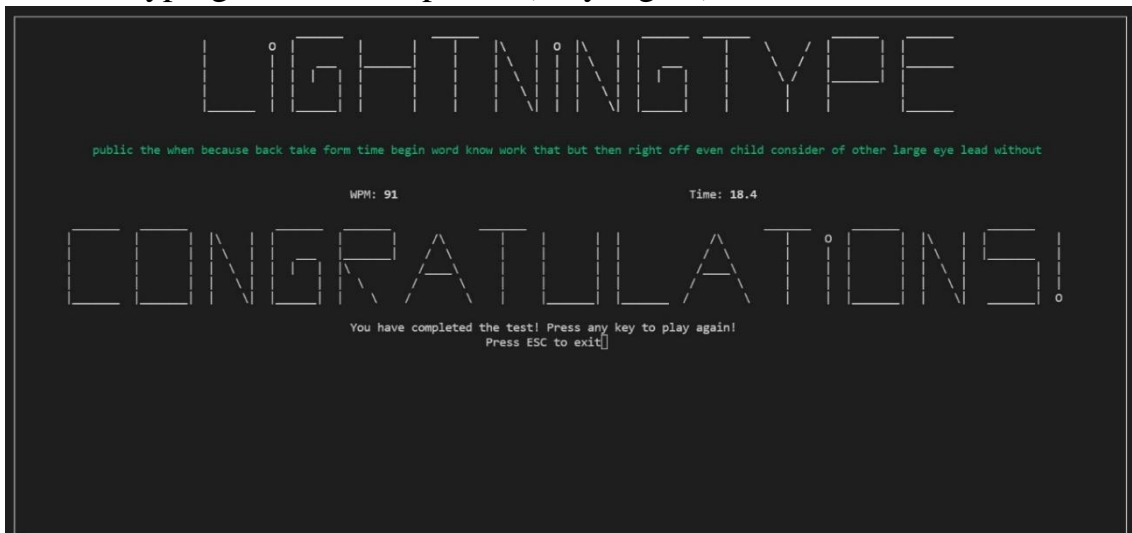 LiGHTNiNGTYPE
public the when because back take form time begin word know work that but then right off even child consider of other large eye lead without
WPM: 91 Time: 18.4
CONGRATULATiONS!
You have completed the test! Press any key to play again!
Press ESC to exit